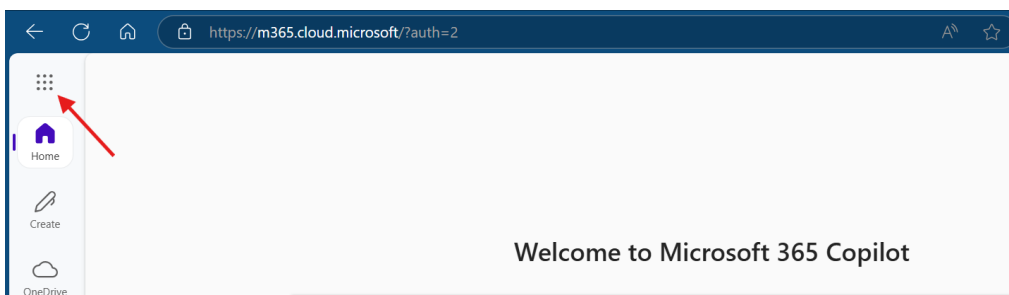 https://m365.cloud.microsoft/?auth=2
A
Home
Create
Welcome to Microsoft 365 Copilot
OneDrive